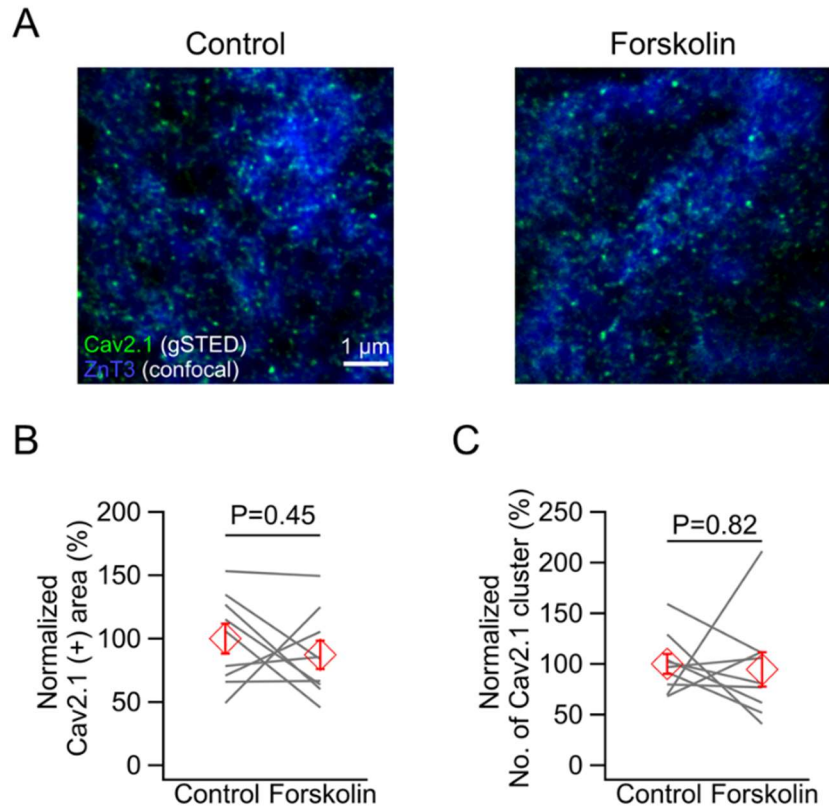 A
Control
Forskolin
Cav2.1 (gSTED)
ZnT3 (confocal)
1 μm
B
Normalized
Cav2.1 (+) area (%)
200
150
100
50
0
P=0.45
Control Forskolin
C
Normalized
No. of Cav2.1 cluster (%)
250
200
150
100
50
0
P=0.82
Control Forskolin